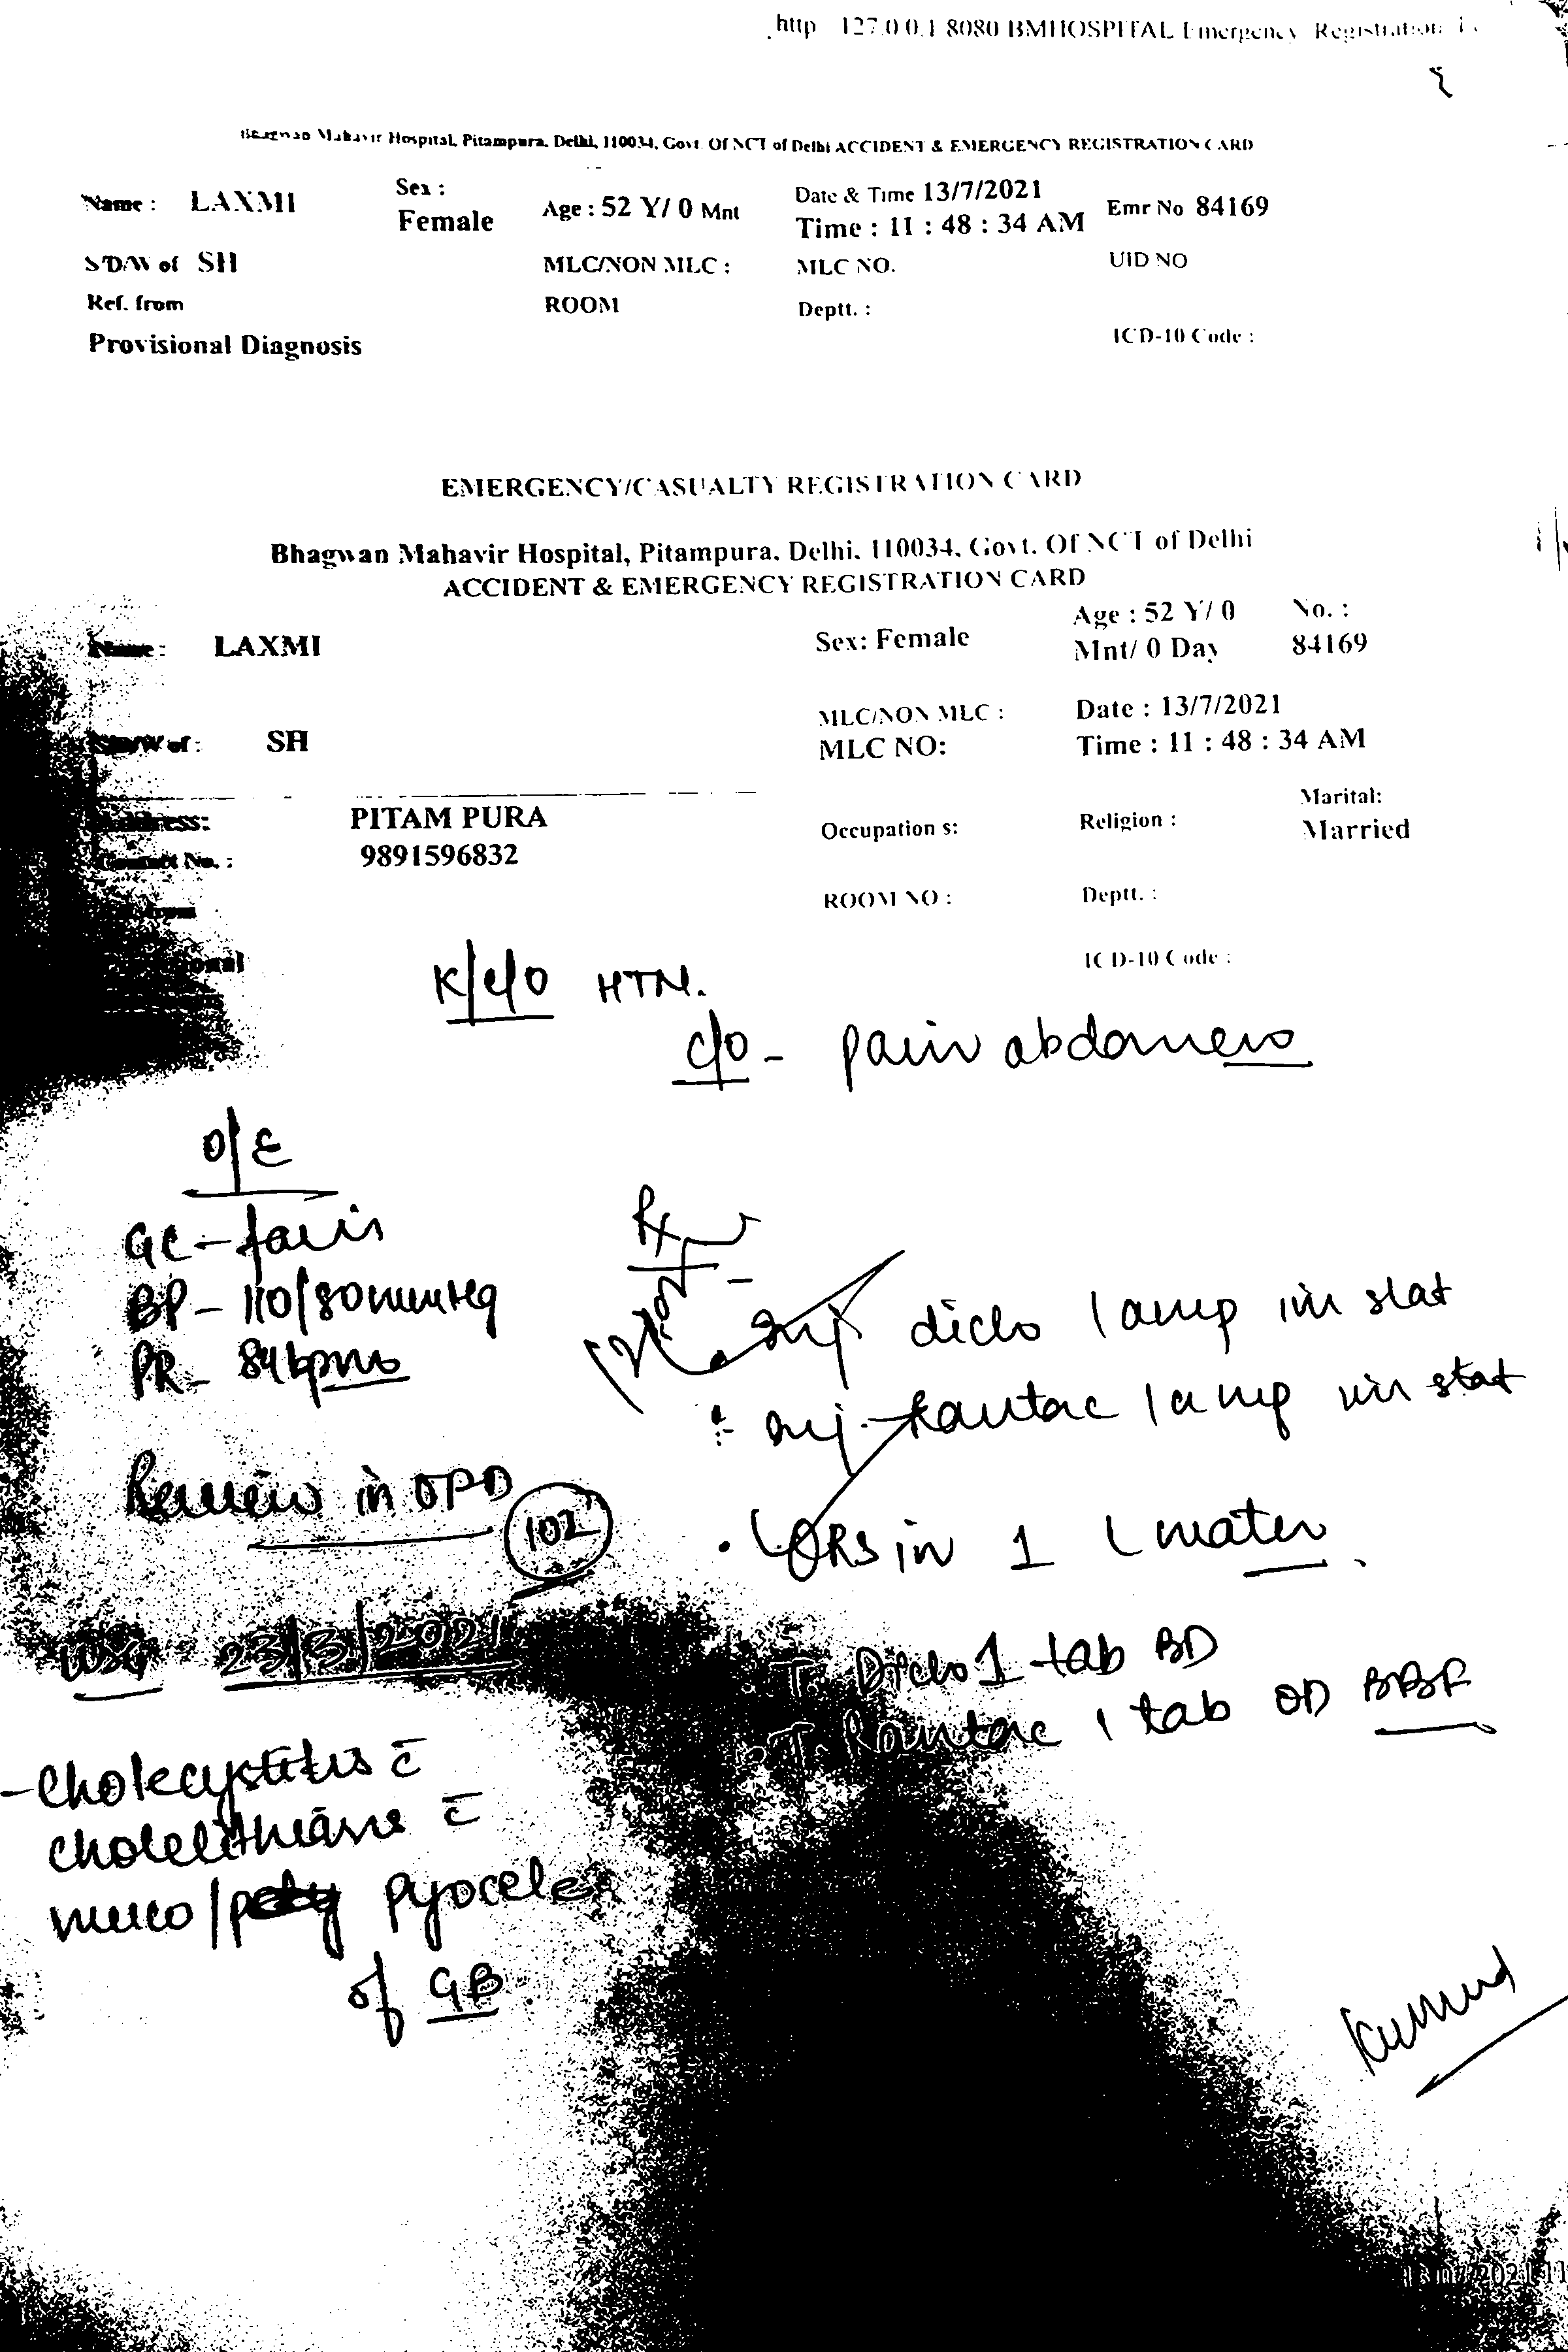 http 127.0.0.1 8080 BMHOSPITAL Emergency Registration
Bhagwan Mahavir Hospital, Pitampura, Delhi, 110034, Govt. Of NCT of Delhi ACCIDENT & EMERGENCY REGISTRATION CARD
Name : LAXMI Sex : Female Age : 52 Y/ 0 Mnt Date & Time 13/7/2021 Time : 11 : 48 : 34 AM Emr No 84169
S/D/W of SH MLC/NON MLC : MLC NO. UID NO
Ref. from ROOM Deptt. :
Provisional Diagnosis ICD-10 Code :
EMERGENCY/CASUALTY REGISTRATION CARD
Bhagwan Mahavir Hospital, Pitampura, Delhi, 110034, Govt. Of NCT of Delhi
ACCIDENT & EMERGENCY REGISTRATION CARD
Name : LAXMI Sex: Female Age : 52 Y/ 0 Mnt/ 0 Day No. : 84169
S/D/W of : SH MLC/NON MLC : MLC NO: Date : 13/7/2021 Time : 11 : 48 : 34 AM
Address: PITAM PURA Occupation s: Religion : Marital: Married
Contact No. : 9891596832
ROOM NO : Deptt. :
ICD-10 Code :
K/c/o HTN.
c/o - pain abdomen
O/E
GC - fair
BP - 110/80mmHg
PR - 84bpm
Review in OPD 102
Rx
inj diclo 1 amp im stat
inj. Rantac 1 amp im stat
ORS in 1 L water
T. Diclo 1 tab BD
T. Rantac 1 tab OD BBF
USG 23/3/2021
- Cholecystitis c̄
cholelithiasis c̄
muco/ pyocele
of GB
Kumud
13/07/2021 11